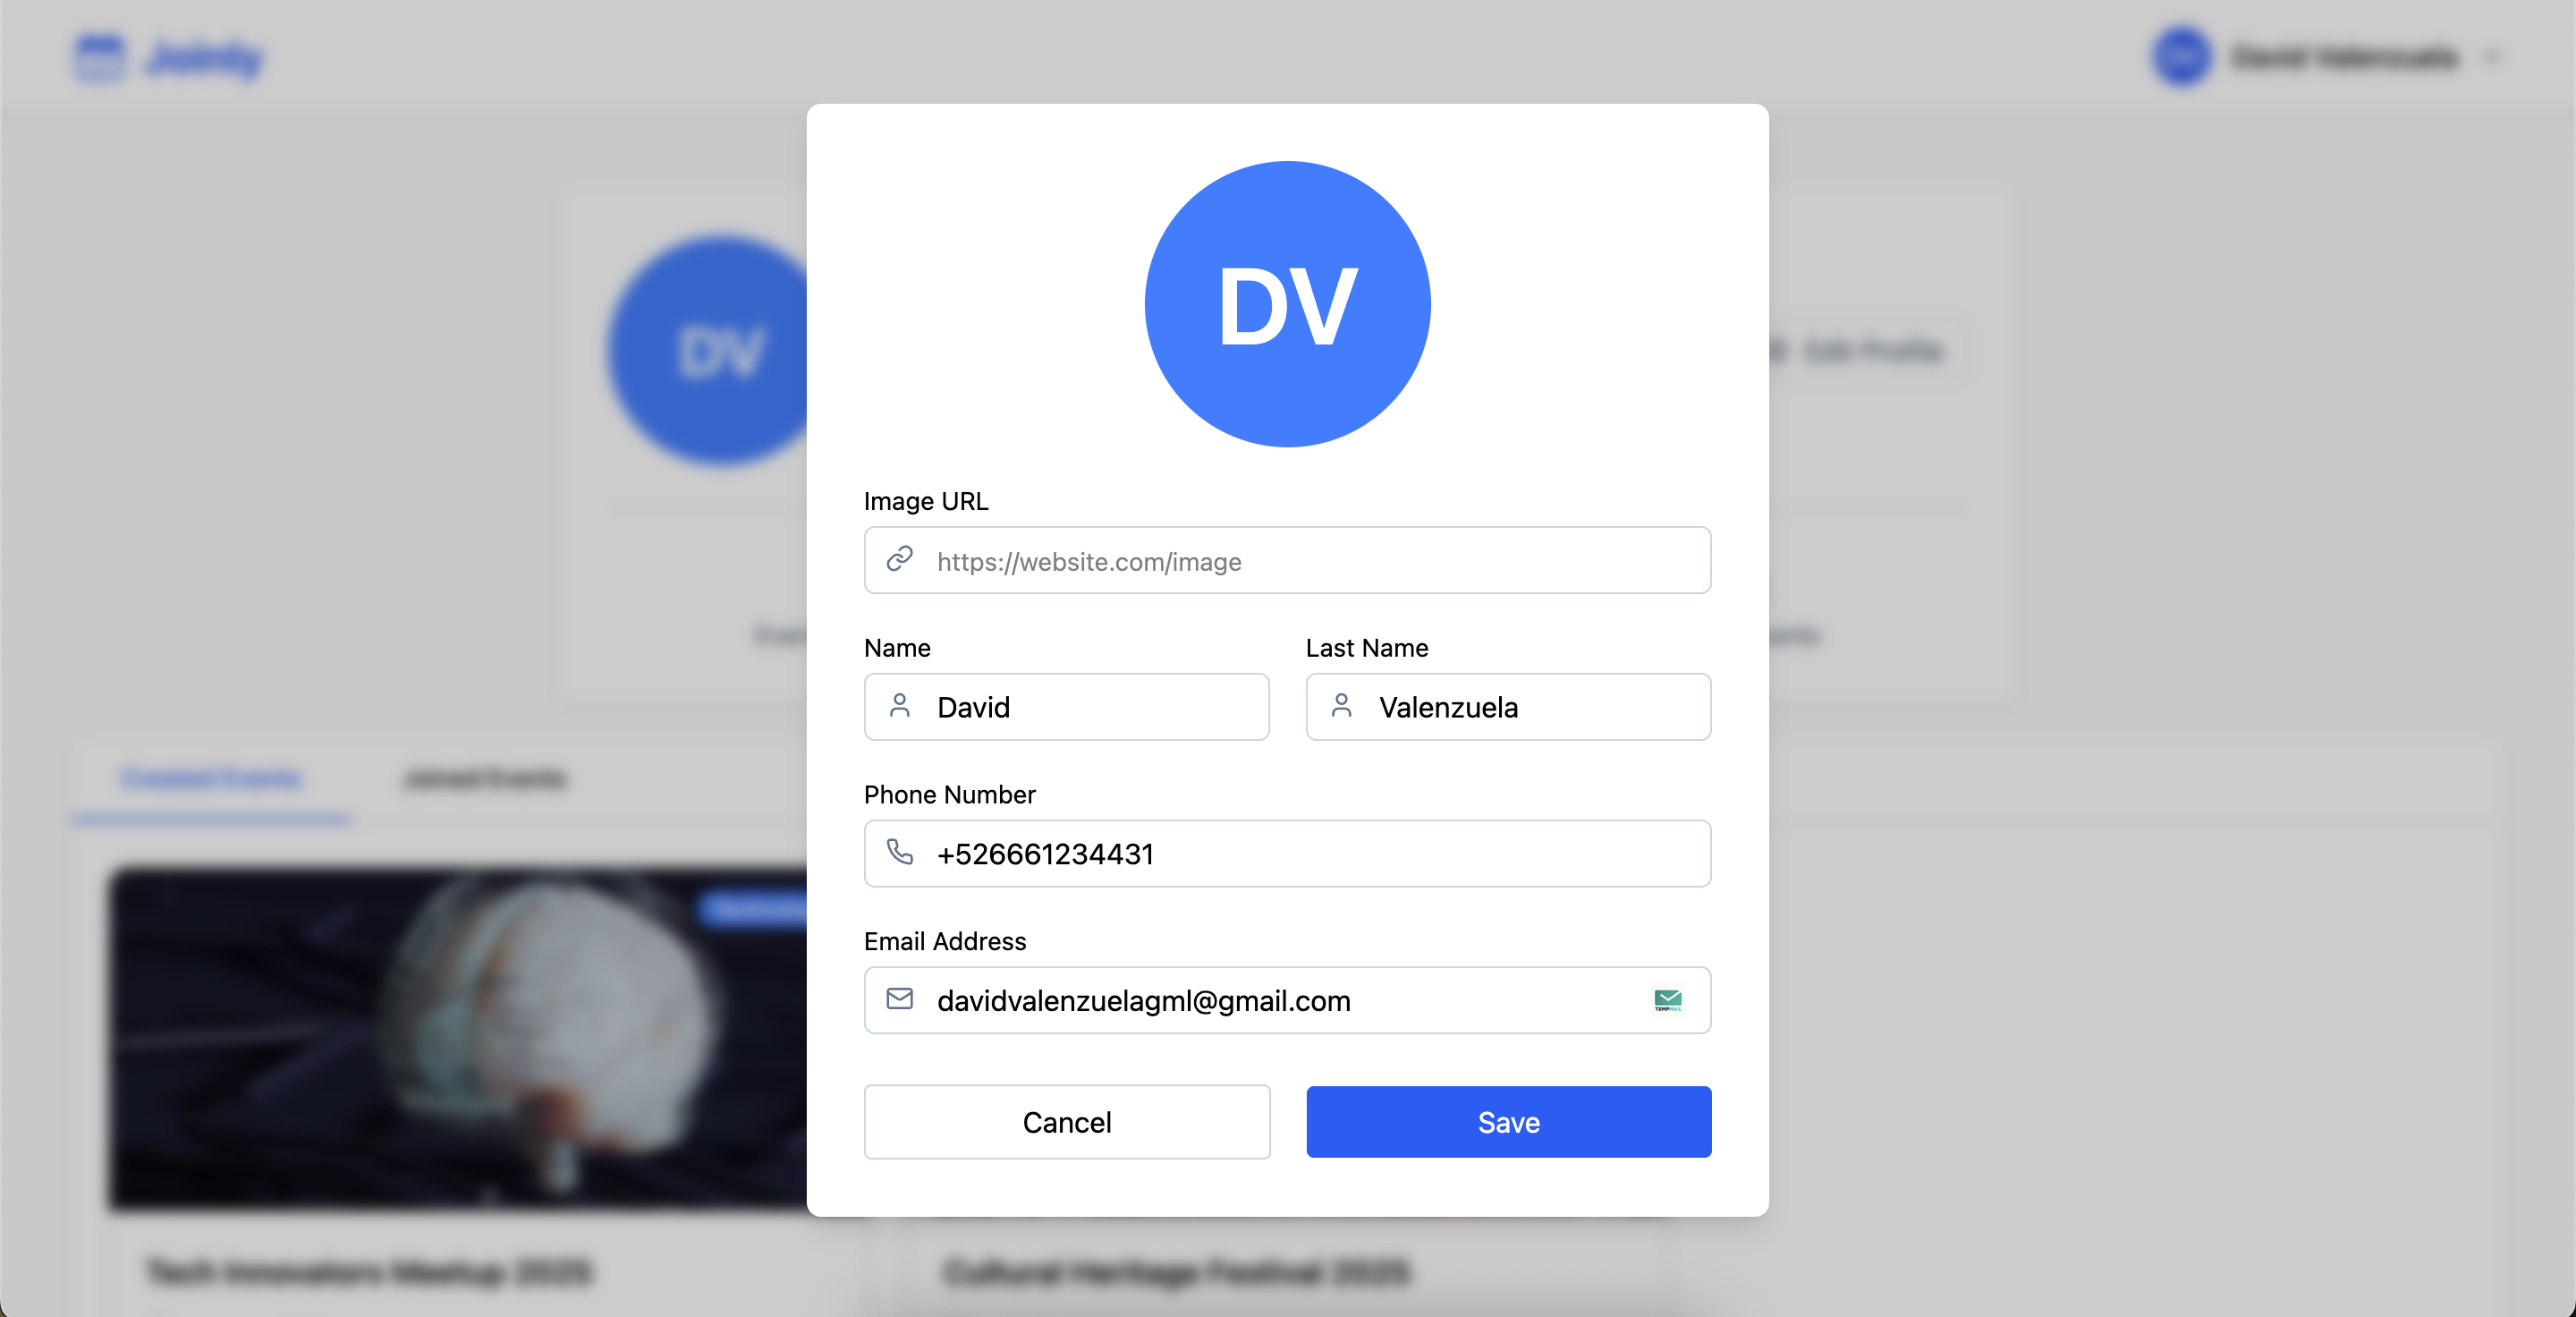 Joinly
David Valenzuela
DV
DV
Edit Profile
Image URL
https://website.com/image
Name
Last Name
David
Valenzuela
Created Events
Joined Events
Phone Number
+526661234431
Email Address
davidvalenzuelagml@gmail.com
TEMPMAIL
Cancel
Save
Tech Innovators Meetup 2025
Cultural Heritage Festival 2025